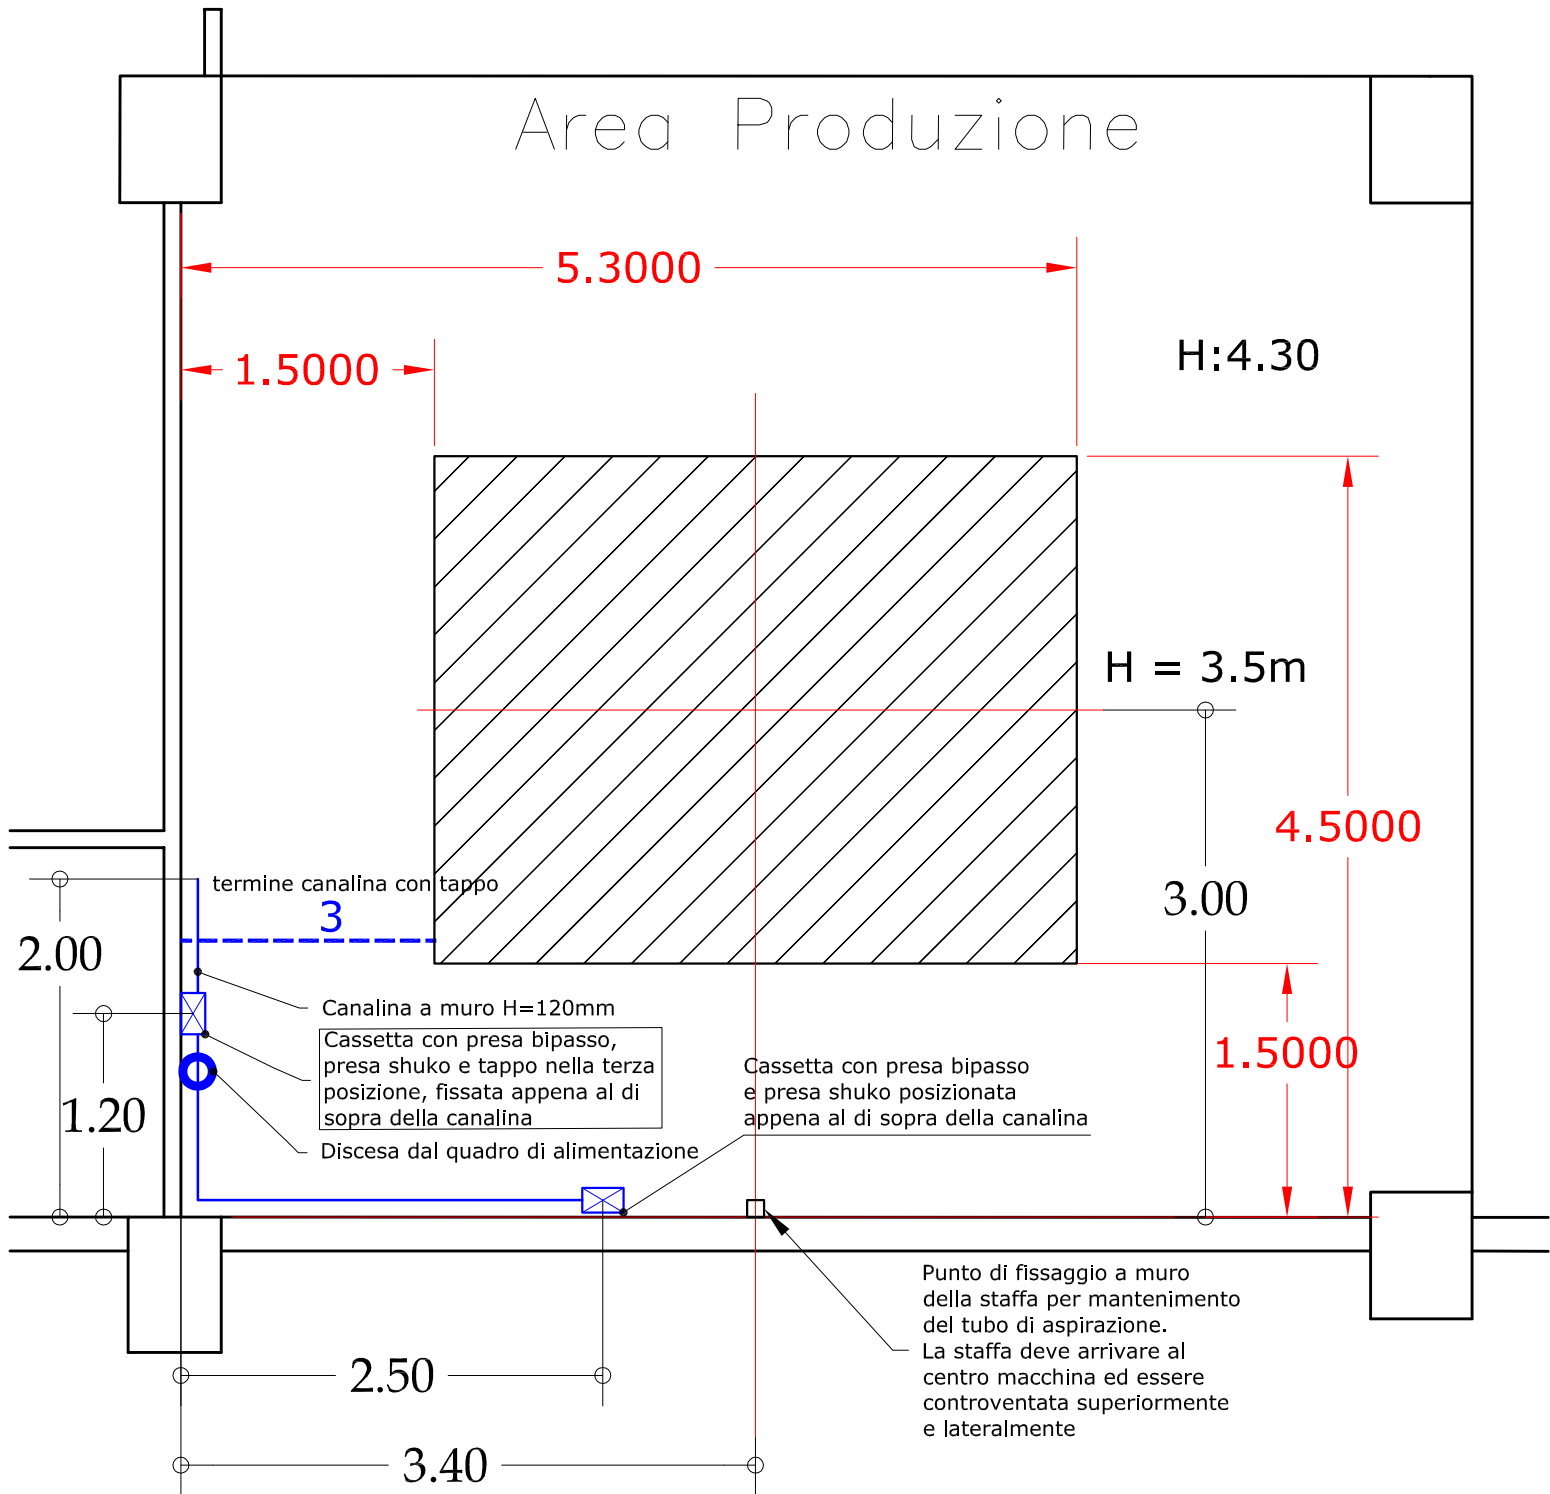 Area Produzione
5.3000
H:4.30
1.5000
H = 3.5m
4.5000
termine canalina con tappo
3
3.00
2.00
Canalina a muro H=120mm
Cassetta con presa bipasso,
presa shuko e tappo nella terza
posizione, fissata appena al di
sopra della canalina
1.5000
Cassetta con presa bipasso
e presa shuko posizionata
appena al di sopra della canalina
1.20
Discesa dal quadro di alimentazione
Punto di fissaggio a muro
della staffa per mantenimento
del tubo di aspirazione.
La staffa deve arrivare al
centro macchina ed essere
controventata superiormente
e lateralmente
2.50
3.40